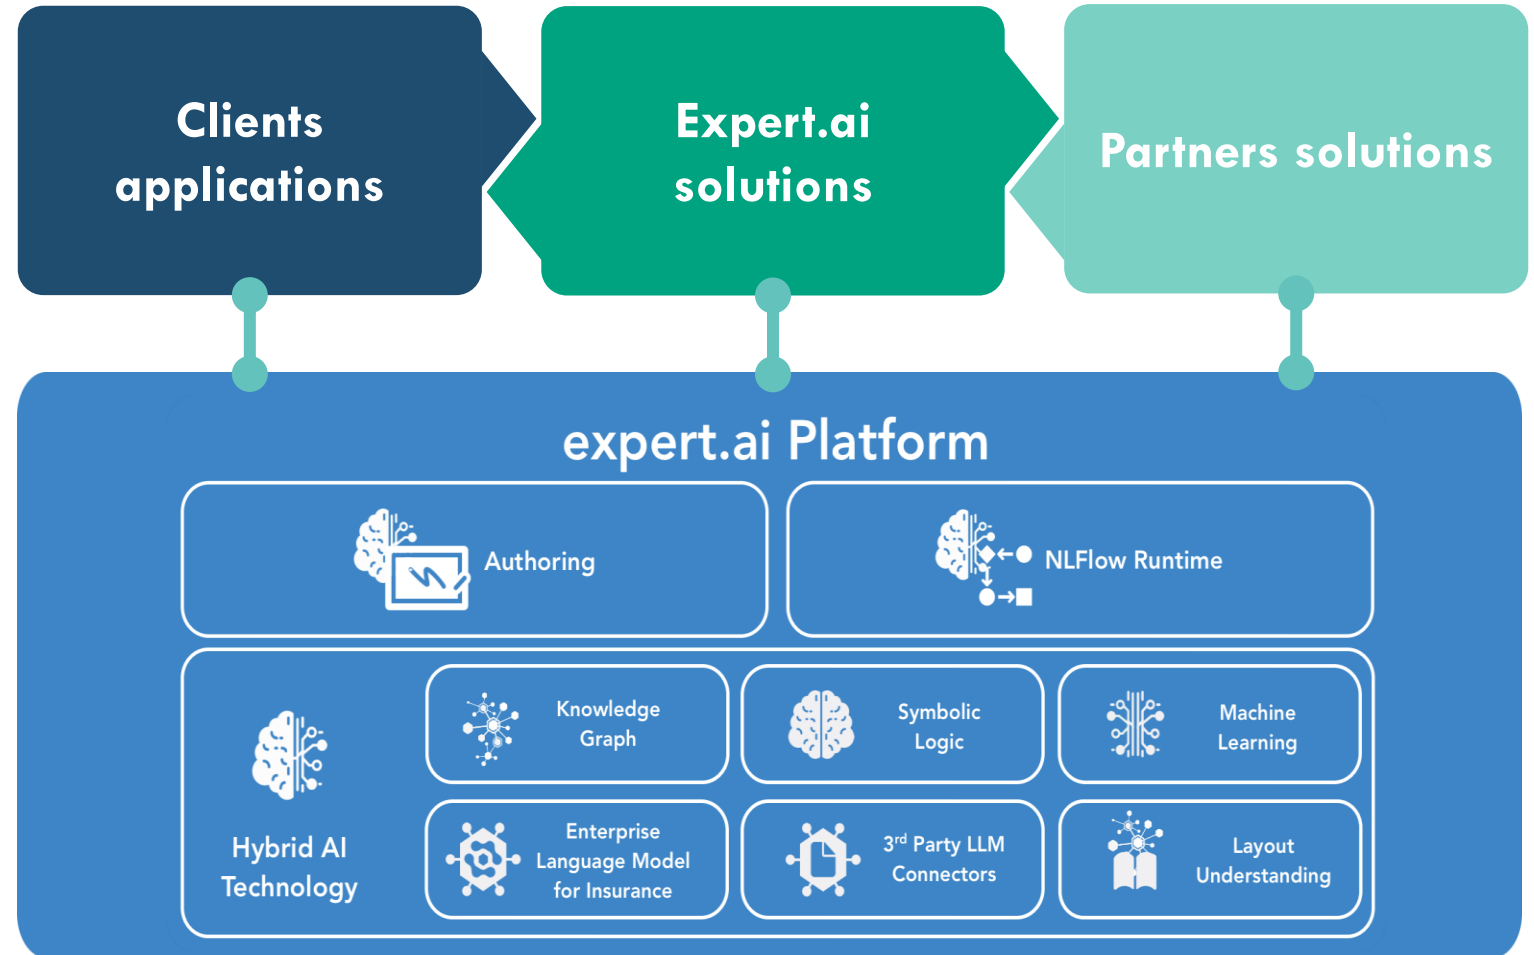 Clients
applications
Expert.ai
solutions
Partners solutions
expert.ai Platform
Authoring
NLFlow Runtime
Hybrid AI
Technology
Knowledge
Graph
Symbolic
Logic
Machine
Learning
Enterprise
Language Model
for Insurance
3rd Party LLM
Connectors
Layout
Understanding